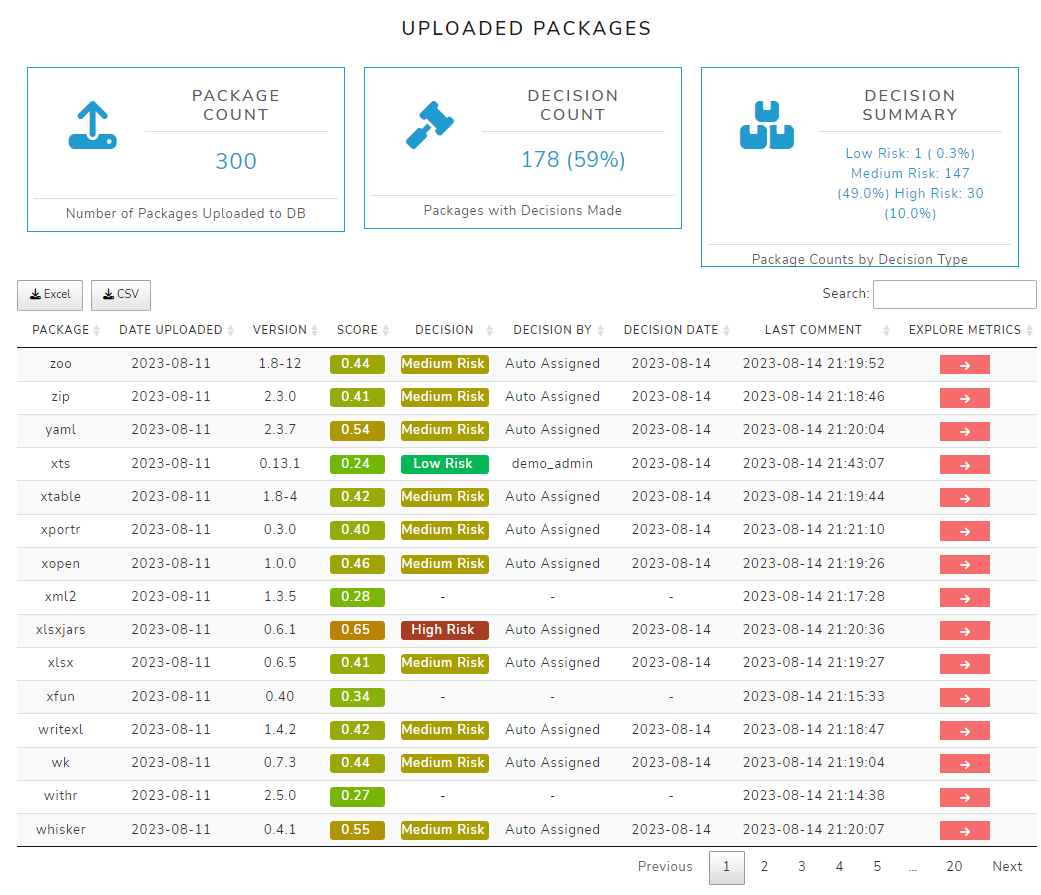 UPLOADED PACKAGES
PACKAGE
COUNT
300
Number of Packages Uploaded to DB
DECISION
COUNT
178 (59%)
Packages with Decisions Made
DECISION
SUMMARY
Low Risk: 1 ( 0.3%)
Medium Risk: 147
(49.0%) High Risk: 30
(10.0%)
Package Counts by Decision Type
Excel CSV Search:
PACKAGE DATE UPLOADED VERSION SCORE DECISION DECISION BY DECISION DATE LAST COMMENT EXPLORE METRICS
zoo 2023-08-11 1.8-12 0.44 Medium Risk Auto Assigned 2023-08-14 2023-08-14 21:19:52 →
zip 2023-08-11 2.3.0 0.41 Medium Risk Auto Assigned 2023-08-14 2023-08-14 21:18:46 →
yaml 2023-08-11 2.3.7 0.54 Medium Risk Auto Assigned 2023-08-14 2023-08-14 21:20:04 →
xts 2023-08-11 0.13.1 0.24 Low Risk demo_admin 2023-08-14 2023-08-14 21:43:07 →
xtable 2023-08-11 1.8-4 0.42 Medium Risk Auto Assigned 2023-08-14 2023-08-14 21:19:44 →
xportr 2023-08-11 0.3.0 0.40 Medium Risk Auto Assigned 2023-08-14 2023-08-14 21:21:10 →
xopen 2023-08-11 1.0.0 0.46 Medium Risk Auto Assigned 2023-08-14 2023-08-14 21:19:26 →
xml2 2023-08-11 1.3.5 0.28 - - - 2023-08-14 21:17:28 →
xlsxjars 2023-08-11 0.6.1 0.65 High Risk Auto Assigned 2023-08-14 2023-08-14 21:20:36 →
xlsx 2023-08-11 0.6.5 0.41 Medium Risk Auto Assigned 2023-08-14 2023-08-14 21:19:27 →
xfun 2023-08-11 0.40 0.34 - - - 2023-08-14 21:15:33 →
writexl 2023-08-11 1.4.2 0.42 Medium Risk Auto Assigned 2023-08-14 2023-08-14 21:18:47 →
wk 2023-08-11 0.7.3 0.44 Medium Risk Auto Assigned 2023-08-14 2023-08-14 21:19:04 →
withr 2023-08-11 2.5.0 0.27 - - - 2023-08-14 21:14:38 →
whisker 2023-08-11 0.4.1 0.55 Medium Risk Auto Assigned 2023-08-14 2023-08-14 21:20:07 →
Previous 1 2 3 4 5 ... 20 Next